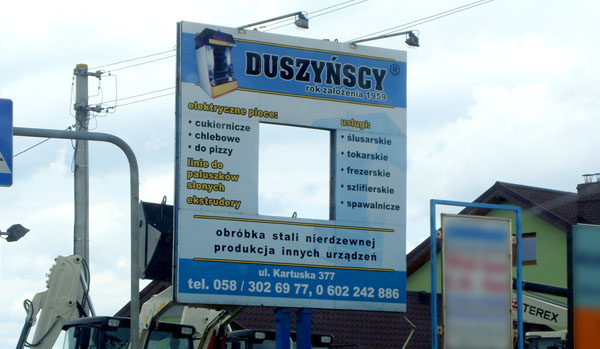 DUSZYŃSCY®
rok założenia 1959
elektryczne piece:
• cukiernicze
• chlebowe
• do pizzy
linie do
paluszków
słonych
ekstrudery
usługi:
• ślusarskie
• tokarskie
• frezerskie
• szlifierskie
• spawalnicze
obróbka stali nierdzewnej
produkcja innych urządzeń
ul. Kartuska 377
tel. 058 / 302 69 77, 0 602 242 886
TEREX